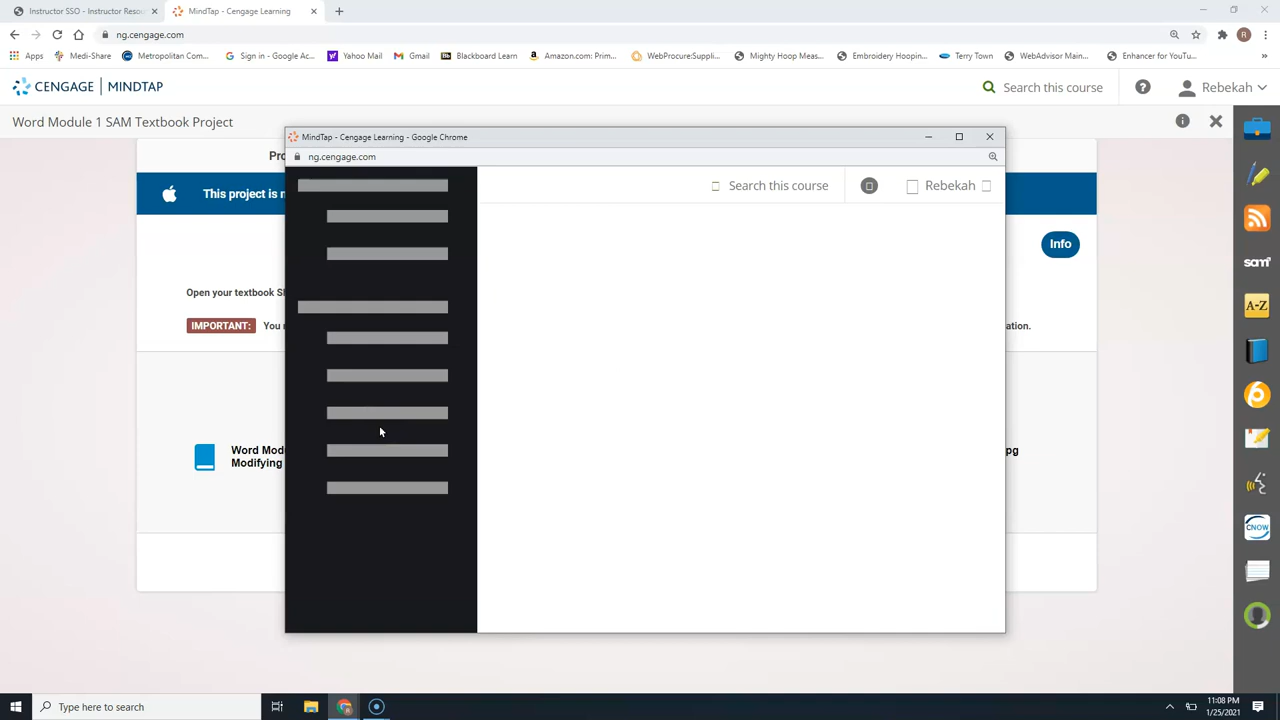 Instructor SSO - Instructor Resou
MindTap - Cengage Learning
ng.cengage.com
R
Apps
Medi-Share
Metropolitan Com...
Sign in - Google Ac...
Yahoo Mail
Gmail
Blackboard Learn
Amazon.com: Prim...
WebProcure:Suppli...
Mighty Hoop Meas...
Embroidery Hoopin...
Terry Town
WebAdvisor Main...
Enhancer for YouTu...
CENGAGE | MINDTAP
Search this course
Rebekah
Word Module 1 SAM Textbook Project
MindTap - Cengage Learning - Google Chrome
ng.cengage.com
Search this course
Rebekah
This project is
Info
Open your textbook
IMPORTANT: You
ation.
Word Mod
Modifying
pg
sam
A-Z
CNOW
Type here to search
11:08 PM
1/25/2021